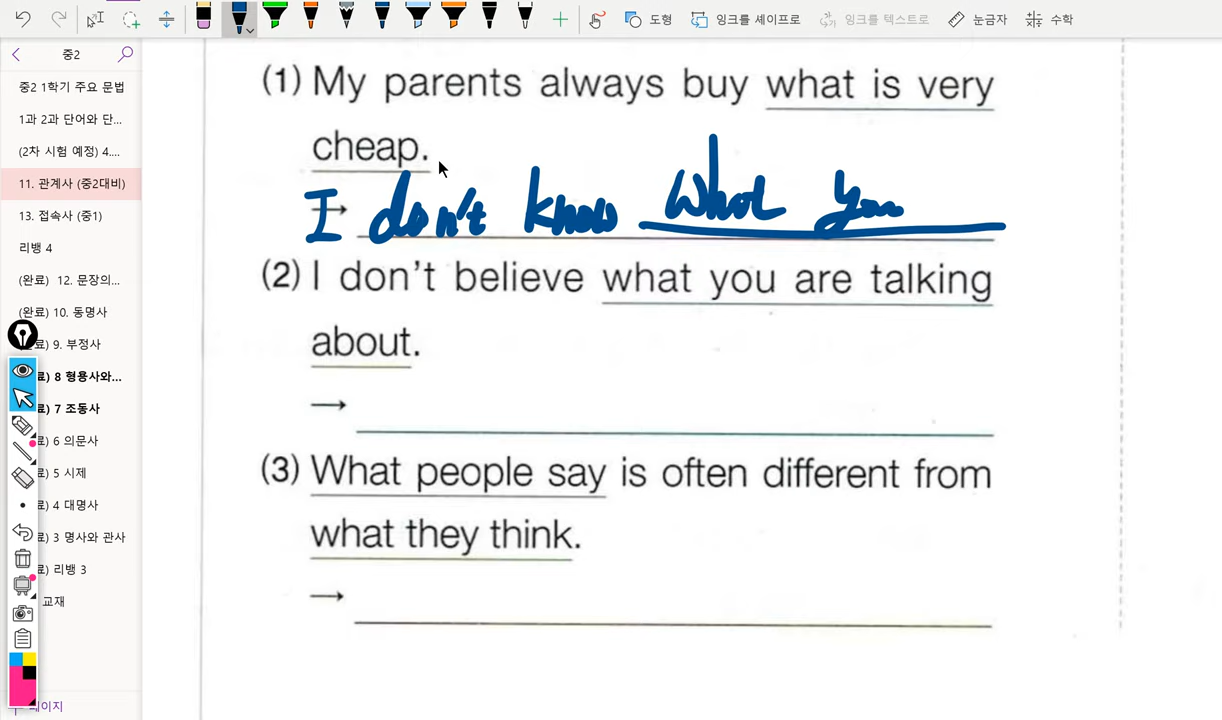 도형
잉크를 셰이프로
잉크를 텍스트로
눈금자
수학
중2
중2 1학기 주요 문법
1과 2과 단어와 단...
(2차 시험 예정) 4....
11. 관계사 (중2대비)
13. 접속사 (중1)
리뱅 4
(완료) 12. 문장의...
(완료) 10. 동명사
료) 9. 부정사
료) 8 형용사와...
료) 7 조동사
료) 6 의문사
료) 5 시제
료) 4 대명사
료) 3 명사와 관사
료) 리뱅 3
교재
페이지
(1) My parents always buy what is very
cheap.
→ I don't know what you
(2) I don't believe what you are talking
about.
→
(3) What people say is often different from
what they think.
→